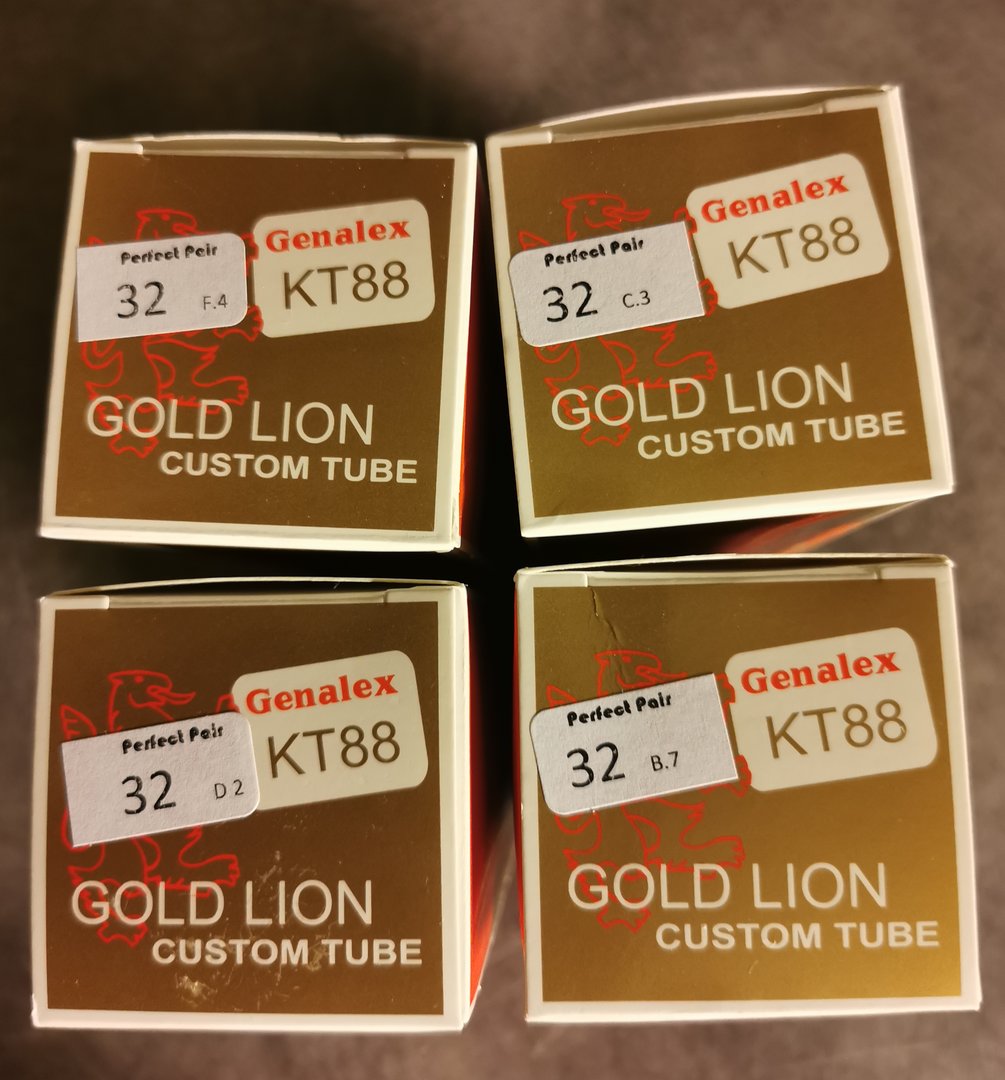 Perfect Pair
32 F.4
Genalex
KT88
GOLD LION
CUSTOM TUBE
Perfect Pair
32 C.3
Genalex
KT88
GOLD LION
CUSTOM TUBE
Perfect Pair
32 D 2
Genalex
KT88
GOLD LION
CUSTOM TUBE
Perfect Pair
32 B.7
Genalex
KT88
GOLD LION
CUSTOM TUBE